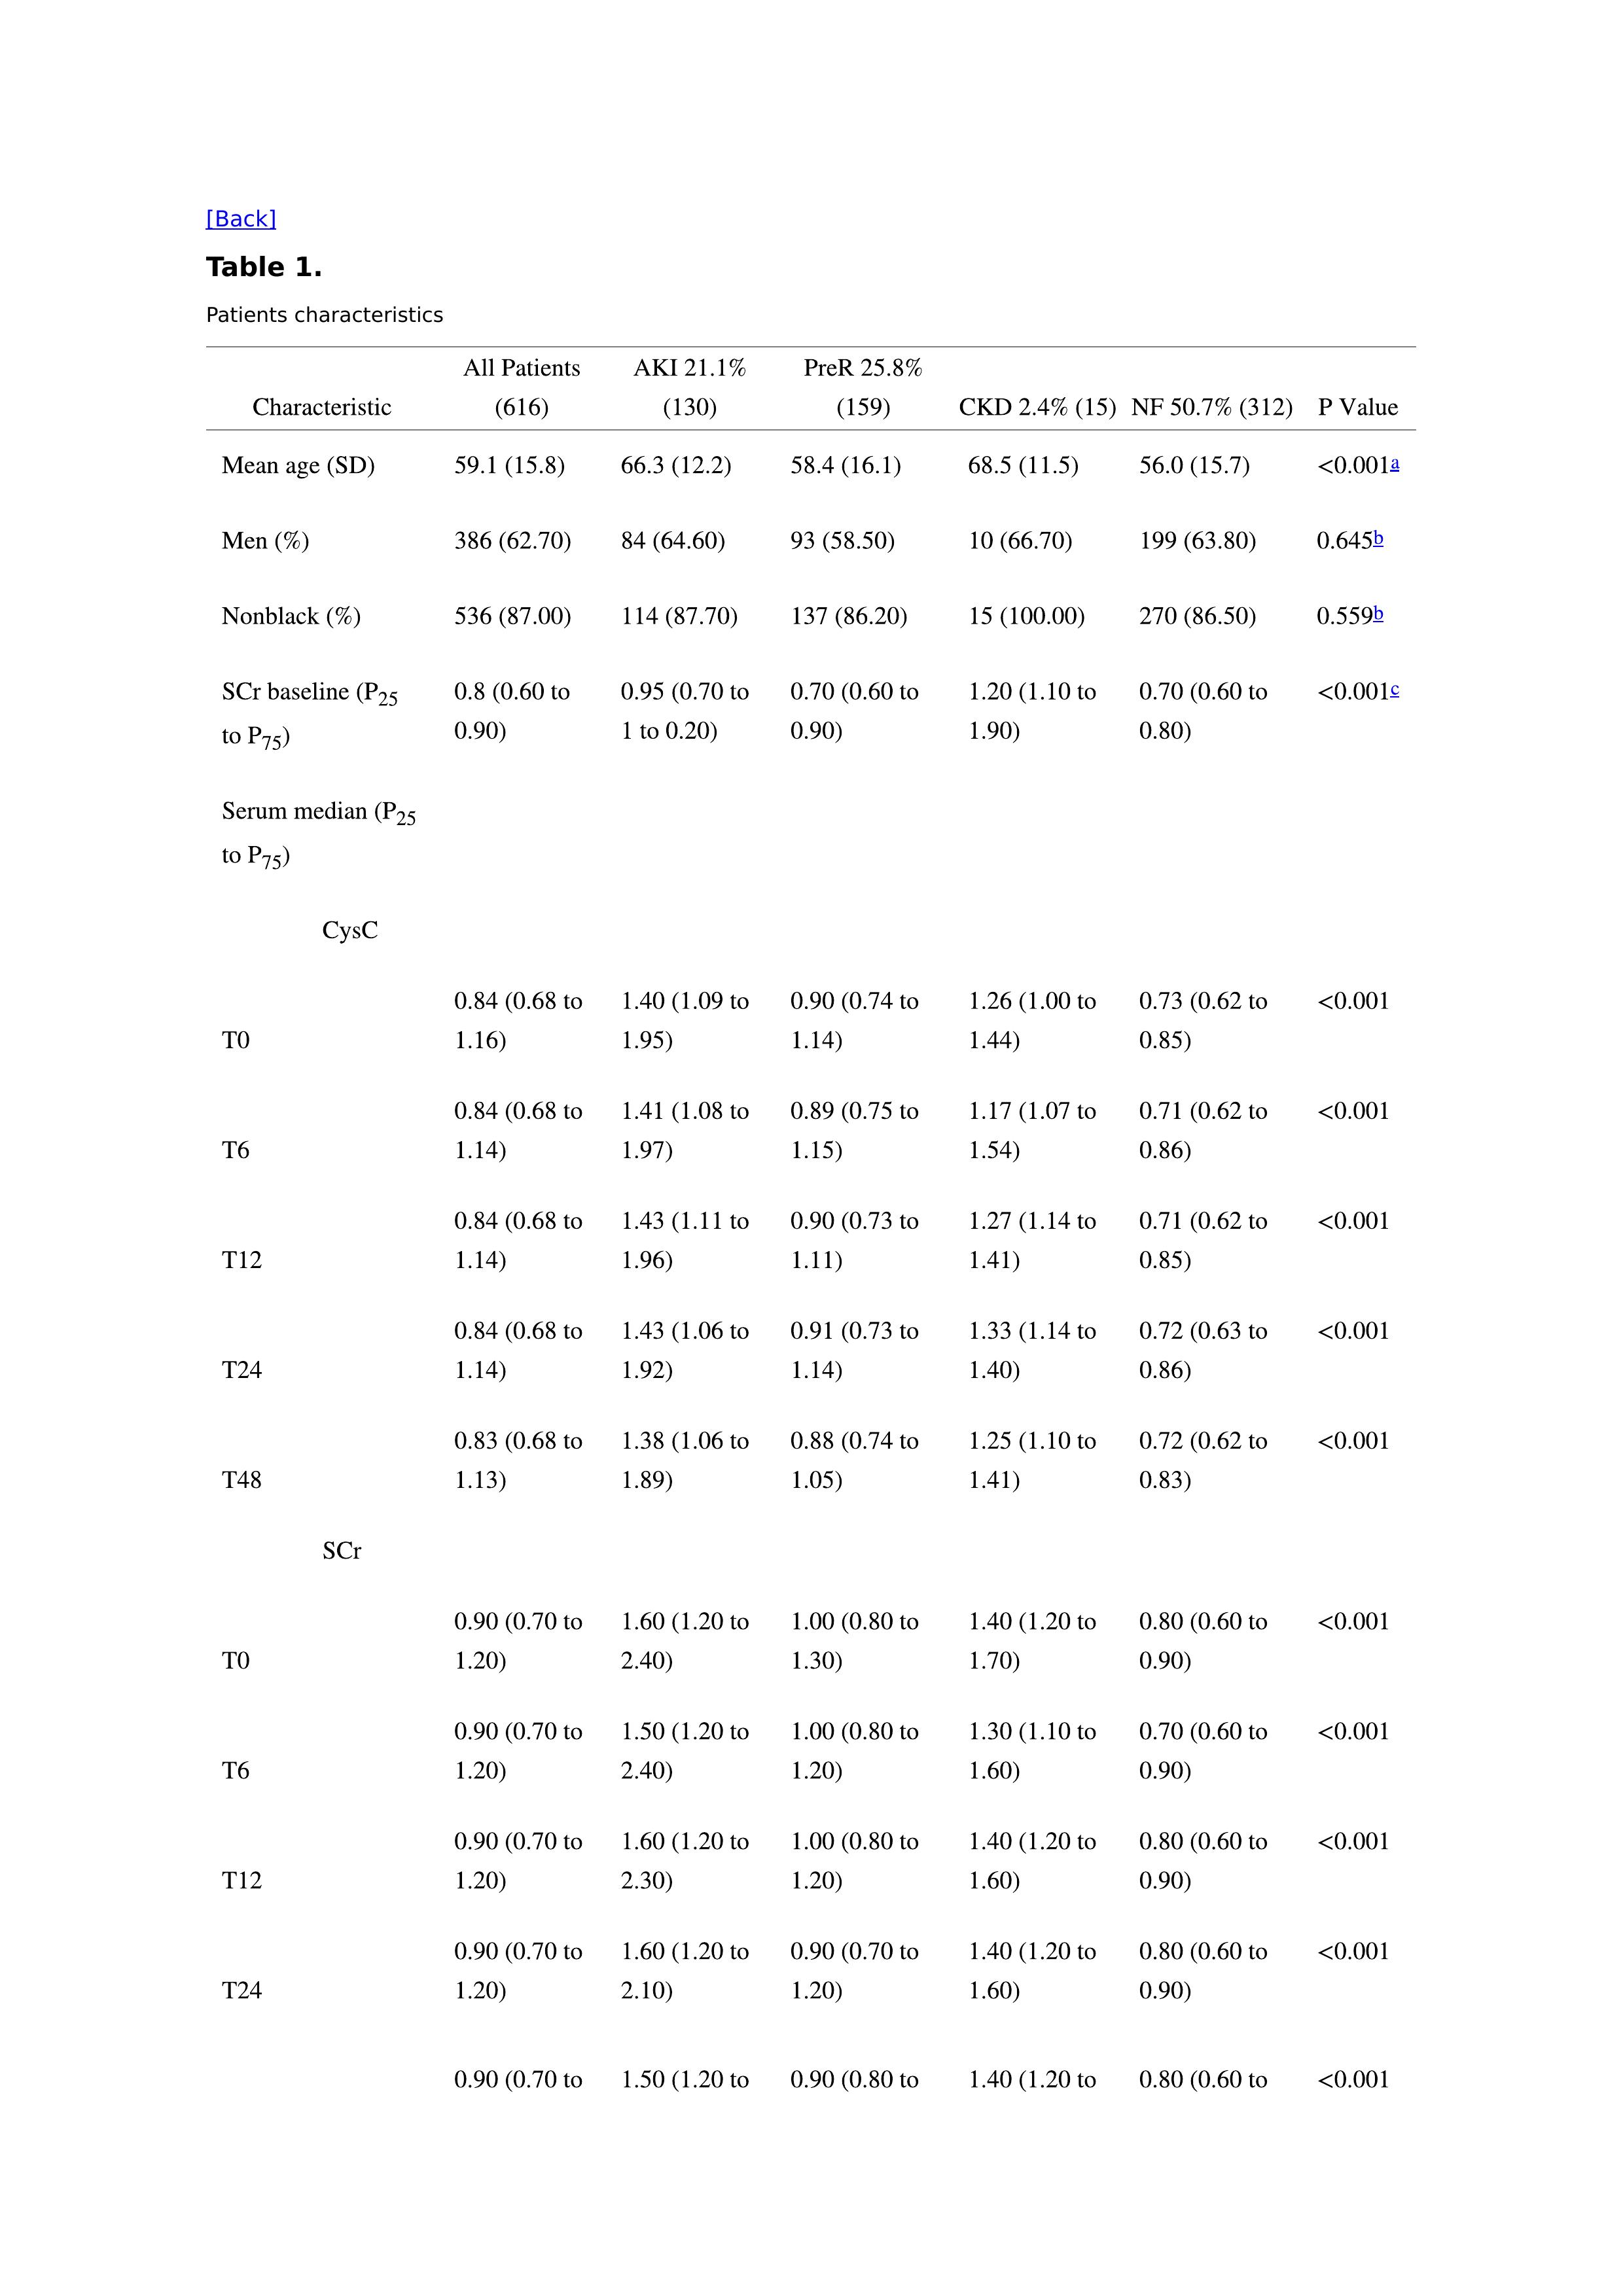 [Back]
Table 1.
Patients characteristics
All Patients AKI 21.1% PreR 25.8%
Characteristic (616) (130) (159) CKD 2.4% (15) NF 50.7% (312) P Value
Mean age (SD) 59.1 (15.8) 66.3 (12.2) 58.4 (16.1) 68.5 (11.5) 56.0 (15.7) <0.001a
Men (%) 386 (62.70) 84 (64.60) 93 (58.50) 10 (66.70) 199 (63.80) 0.645b
Nonblack (%) 536 (87.00) 114 (87.70) 137 (86.20) 15 (100.00) 270 (86.50) 0.559b
SCr baseline (P25 0.8 (0.60 to 0.95 (0.70 to 0.70 (0.60 to 1.20 (1.10 to 0.70 (0.60 to <0.001c
to P75) 0.90) 1 to 0.20) 0.90) 1.90) 0.80)
Serum median (P25
to P75)
CysC
0.84 (0.68 to 1.40 (1.09 to 0.90 (0.74 to 1.26 (1.00 to 0.73 (0.62 to <0.001
T0 1.16) 1.95) 1.14) 1.44) 0.85)
0.84 (0.68 to 1.41 (1.08 to 0.89 (0.75 to 1.17 (1.07 to 0.71 (0.62 to <0.001
T6 1.14) 1.97) 1.15) 1.54) 0.86)
0.84 (0.68 to 1.43 (1.11 to 0.90 (0.73 to 1.27 (1.14 to 0.71 (0.62 to <0.001
T12 1.14) 1.96) 1.11) 1.41) 0.85)
0.84 (0.68 to 1.43 (1.06 to 0.91 (0.73 to 1.33 (1.14 to 0.72 (0.63 to <0.001
T24 1.14) 1.92) 1.14) 1.40) 0.86)
0.83 (0.68 to 1.38 (1.06 to 0.88 (0.74 to 1.25 (1.10 to 0.72 (0.62 to <0.001
T48 1.13) 1.89) 1.05) 1.41) 0.83)
SCr
0.90 (0.70 to 1.60 (1.20 to 1.00 (0.80 to 1.40 (1.20 to 0.80 (0.60 to <0.001
T0 1.20) 2.40) 1.30) 1.70) 0.90)
0.90 (0.70 to 1.50 (1.20 to 1.00 (0.80 to 1.30 (1.10 to 0.70 (0.60 to <0.001
T6 1.20) 2.40) 1.20) 1.60) 0.90)
0.90 (0.70 to 1.60 (1.20 to 1.00 (0.80 to 1.40 (1.20 to 0.80 (0.60 to <0.001
T12 1.20) 2.30) 1.20) 1.60) 0.90)
0.90 (0.70 to 1.60 (1.20 to 0.90 (0.70 to 1.40 (1.20 to 0.80 (0.60 to <0.001
T24 1.20) 2.10) 1.20) 1.60) 0.90)
0.90 (0.70 to 1.50 (1.20 to 0.90 (0.80 to 1.40 (1.20 to 0.80 (0.60 to <0.001